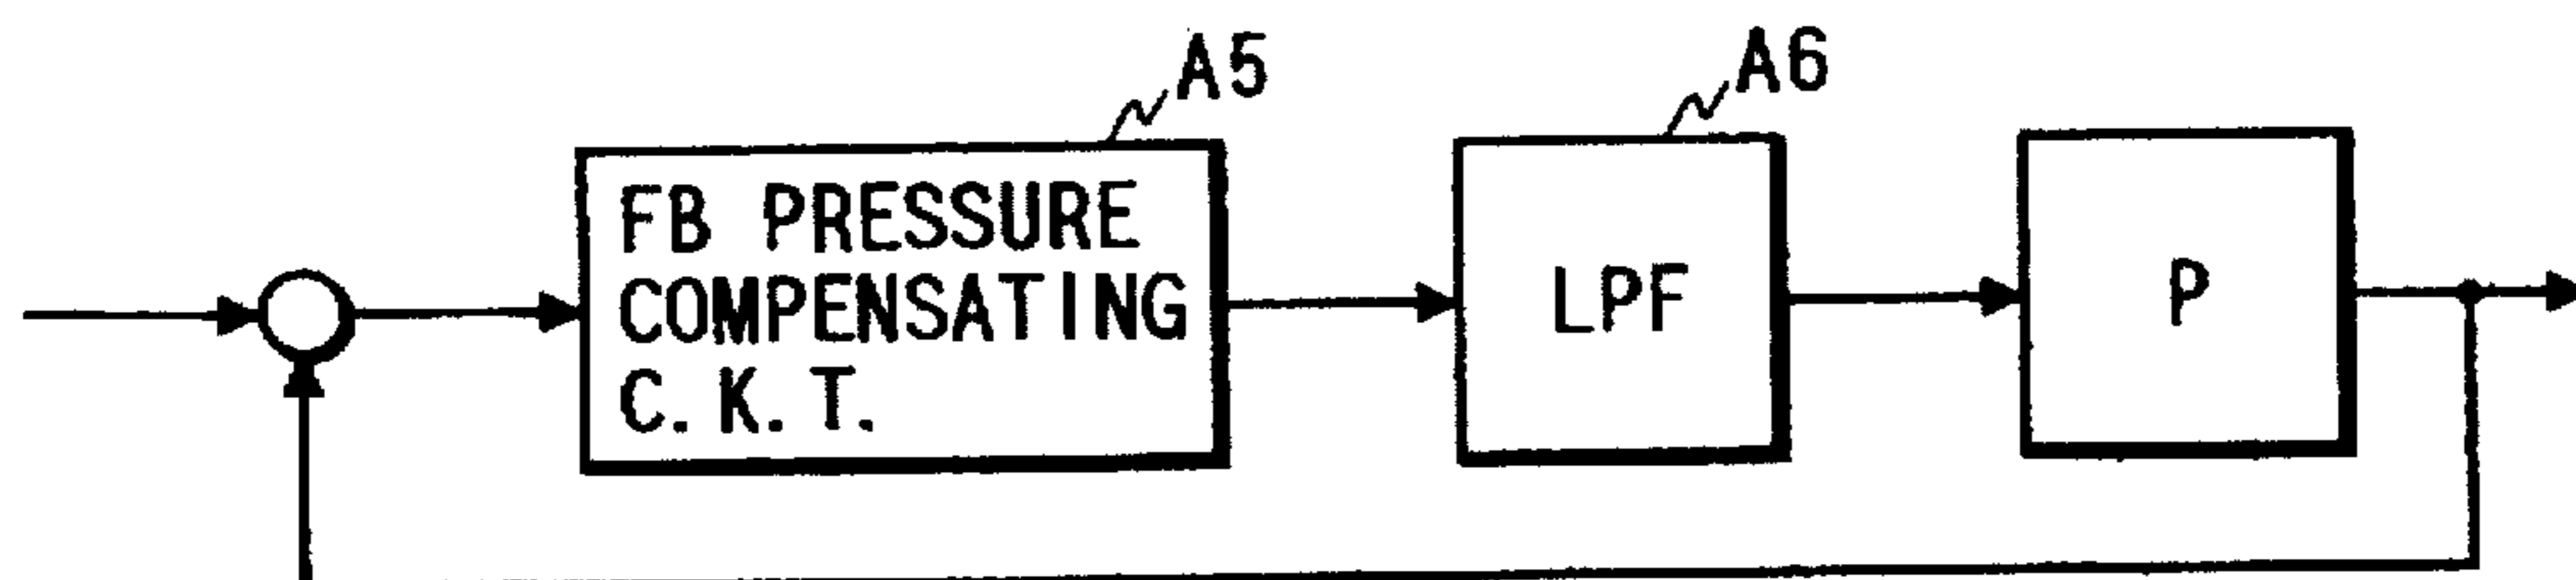 A5
A6
FB PRESSURE
COMPENSATING
C.K.T.
LPF
P